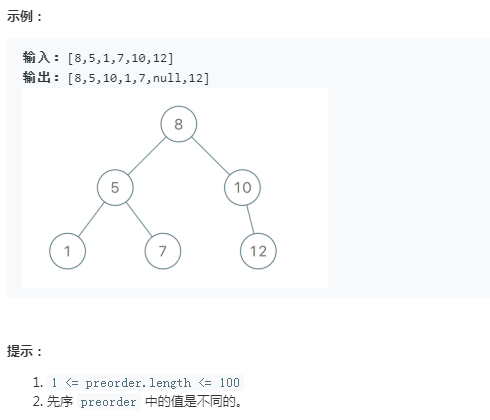 示例：
输入：[8,5,1,7,10,12]
输出：[8,5,10,1,7,null,12]
8
5 10
1 7 12
提示：
1. 1 <= preorder.length <= 100
2. 先序 preorder 中的值是不同的。